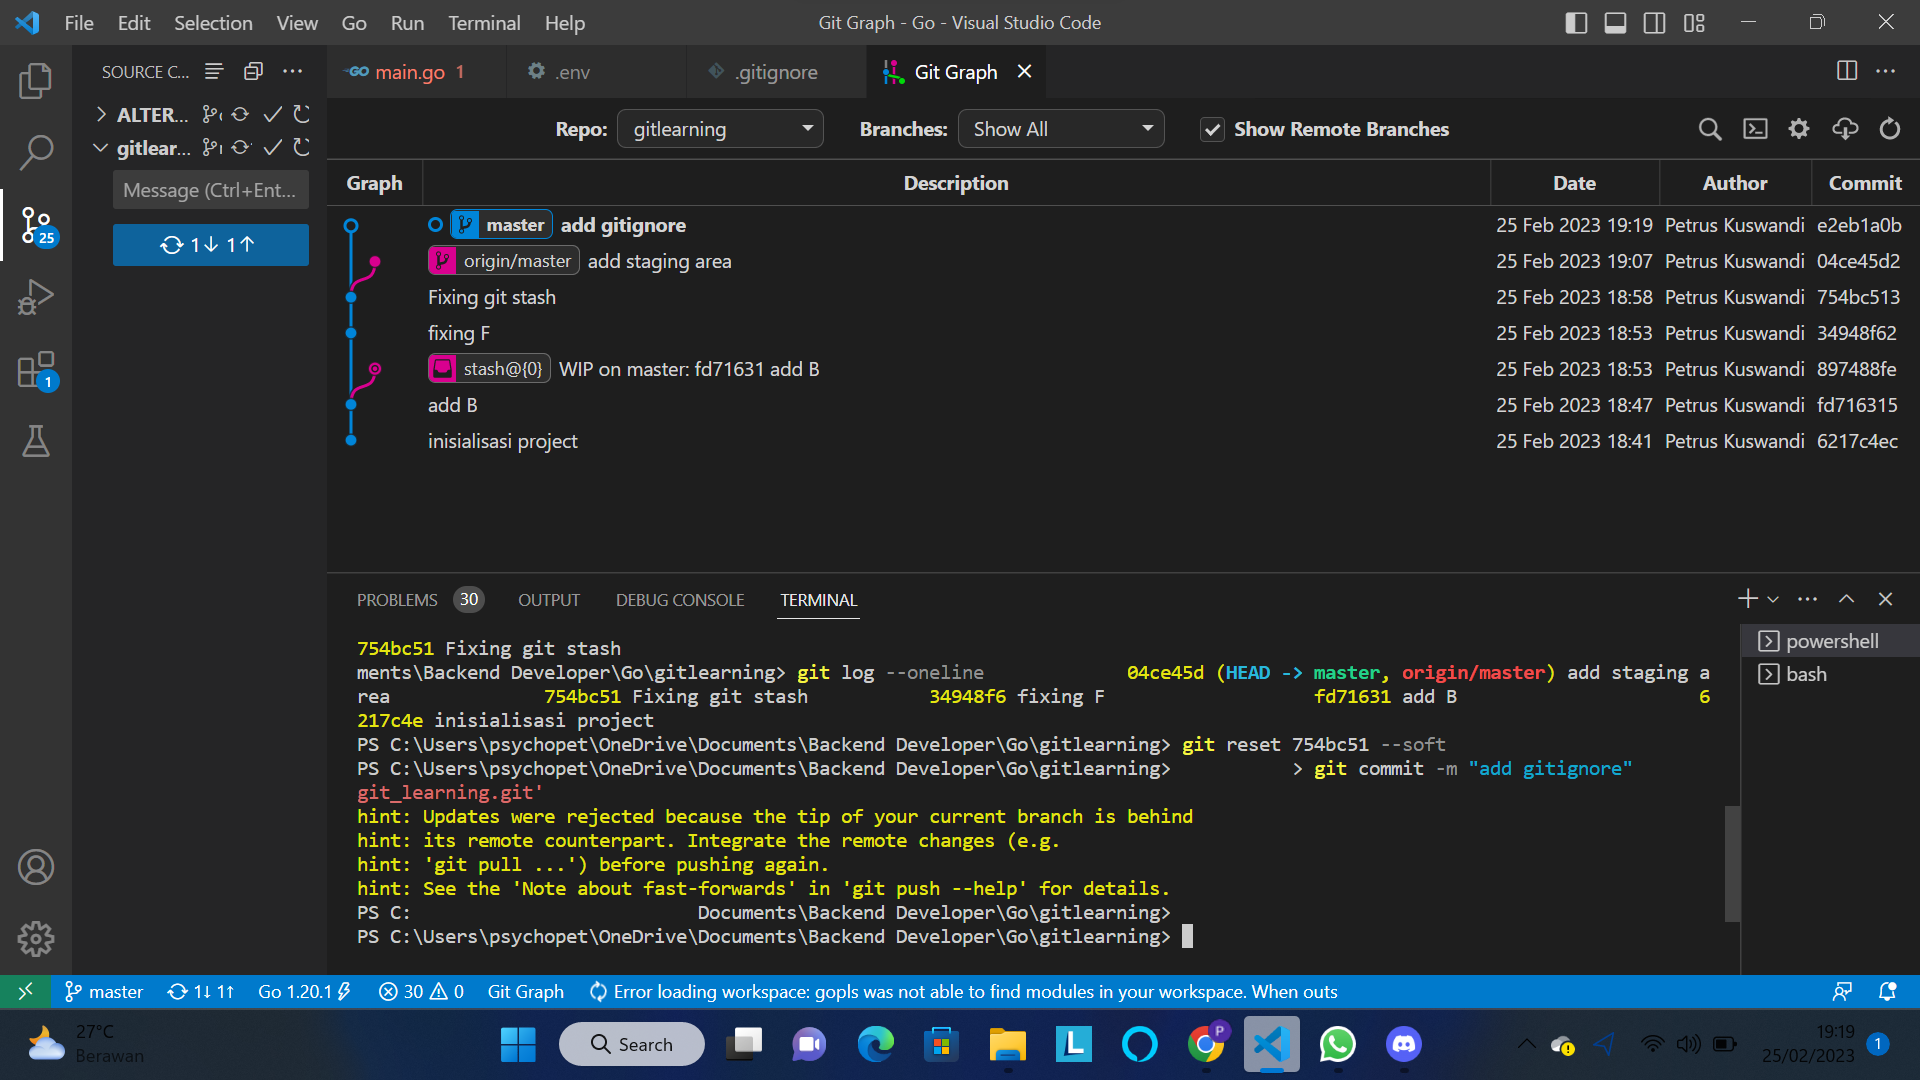 File Edit Selection View Go Run Terminal Help
Git Graph - Go - Visual Studio Code
SOURCE C...
main.go 1
.env
.gitignore
Git Graph
ALTER...
gitlear...
Message (Ctrl+Ent...
1↓ 1↑
25
1
Repo: gitlearning
Branches: Show All
Show Remote Branches
Graph Description Date Author Commit
master add gitignore 25 Feb 2023 19:19 Petrus Kuswandi e2eb1a0b
origin/master add staging area 25 Feb 2023 19:07 Petrus Kuswandi 04ce45d2
Fixing git stash 25 Feb 2023 18:58 Petrus Kuswandi 754bc513
fixing F 25 Feb 2023 18:53 Petrus Kuswandi 34948f62
stash@{0} WIP on master: fd71631 add B 25 Feb 2023 18:53 Petrus Kuswandi 897488fe
add B 25 Feb 2023 18:47 Petrus Kuswandi fd716315
inisialisasi project 25 Feb 2023 18:41 Petrus Kuswandi 6217c4ec
PROBLEMS 30 OUTPUT DEBUG CONSOLE TERMINAL
754bc51 Fixing git stash
ments\Backend Developer\Go\gitlearning> git log --oneline 04ce45d (HEAD -> master, origin/master) add staging a
rea 754bc51 Fixing git stash 34948f6 fixing F fd71631 add B 6
217c4e inisialisasi project
PS C:\Users\psychopet\OneDrive\Documents\Backend Developer\Go\gitlearning> git reset 754bc51 --soft
PS C:\Users\psychopet\OneDrive\Documents\Backend Developer\Go\gitlearning> > git commit -m "add gitignore"
git_learning.git'
hint: Updates were rejected because the tip of your current branch is behind
hint: its remote counterpart. Integrate the remote changes (e.g.
hint: 'git pull ...') before pushing again.
hint: See the 'Note about fast-forwards' in 'git push --help' for details.
PS C: Documents\Backend Developer\Go\gitlearning>
PS C:\Users\psychopet\OneDrive\Documents\Backend Developer\Go\gitlearning>
powershell
bash
master 1↓ 1↑ Go 1.20.1 30 0 Git Graph Error loading workspace: gopls was not able to find modules in your workspace. When outs
27°C
Berawan
Search
L
P
19:19
25/02/2023
1